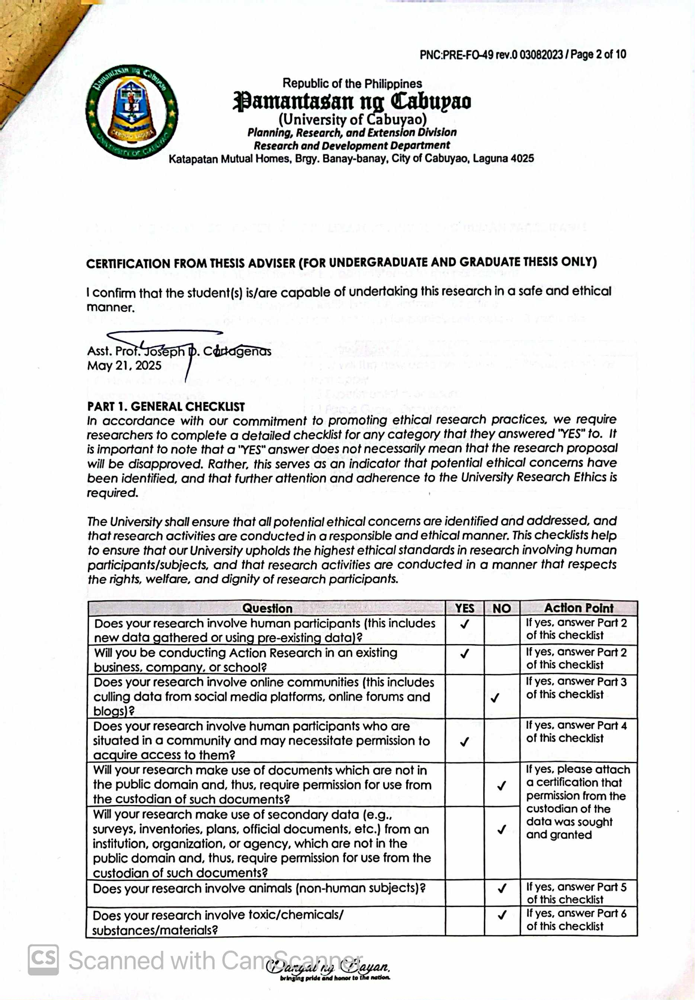 PNC:PRE-FO-49 rev.0 03082023 / Page 2 of 10
Pamantasan ng Cabuyao
UNIVERSITY OF CABUYAO
Republic of the Philippines
Pamantasan ng Cabuyao
(University of Cabuyao)
Planning, Research, and Extension Division
Research and Development Department
Katapatan Mutual Homes, Brgy. Banay-banay, City of Cabuyao, Laguna 4025
CERTIFICATION FROM THESIS ADVISER (FOR UNDERGRADUATE AND GRADUATE THESIS ONLY)
I confirm that the student(s) is/are capable of undertaking this research in a safe and ethical
manner.
Asst. Prof. Joseph D. Cartagenas
May 21, 2025
PART 1. GENERAL CHECKLIST
In accordance with our commitment to promoting ethical research practices, we require
researchers to complete a detailed checklist for any category that they answered "YES" to. It
is important to note that a "YES" answer does not necessarily mean that the research proposal
will be disapproved. Rather, this serves as an indicator that potential ethical concerns have
been identified, and that further attention and adherence to the University Research Ethics is
required.
The University shall ensure that all potential ethical concerns are identified and addressed, and
that research activities are conducted in a responsible and ethical manner. This checklists help
to ensure that our University upholds the highest ethical standards in research involving human
participants/subjects, and that research activities are conducted in a manner that respects
the rights, welfare, and dignity of research participants.
Question YES NO Action Point
Does your research involve human participants (this includes ✓ If yes, answer Part 2
new data gathered or using pre-existing data)? of this checklist
Will you be conducting Action Research in an existing ✓ If yes, answer Part 2
business, company, or school? of this checklist
Does your research involve online communities (this includes If yes, answer Part 3
culling data from social media platforms, online forums and ✓ of this checklist
blogs)?
Does your research involve human participants who are If yes, answer Part 4
situated in a community and may necessitate permission to ✓ of this checklist
acquire access to them?
Will your research make use of documents which are not in If yes, please attach
the public domain and, thus, require permission for use from ✓ a certification that
the custodian of such documents? permission from the
Will your research make use of secondary data (e.g., custodian of the
surveys, inventories, plans, official documents, etc.) from an ✓ data was sought
institution, organization, or agency, which are not in the and granted
public domain and, thus, require permission for use from the
custodian of such documents?
Does your research involve animals (non-human subjects)? ✓ If yes, answer Part 5
of this checklist
Does your research involve toxic/chemicals/ ✓ If yes, answer Part 6
substances/materials? of this checklist
CS Scanned with CamScanner
Dangal ng Bayan.
bringing pride and honor to the nation.